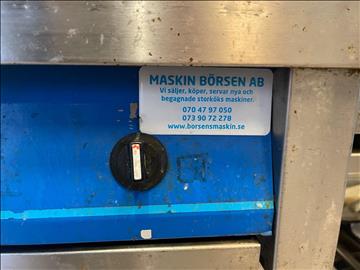 MASKIN BÖRSEN AB
Vi säljer, köper, servar nya och
begagnade storköks maskiner.
070 47 97 050
073 90 72 278
www.borsensmaskin.se